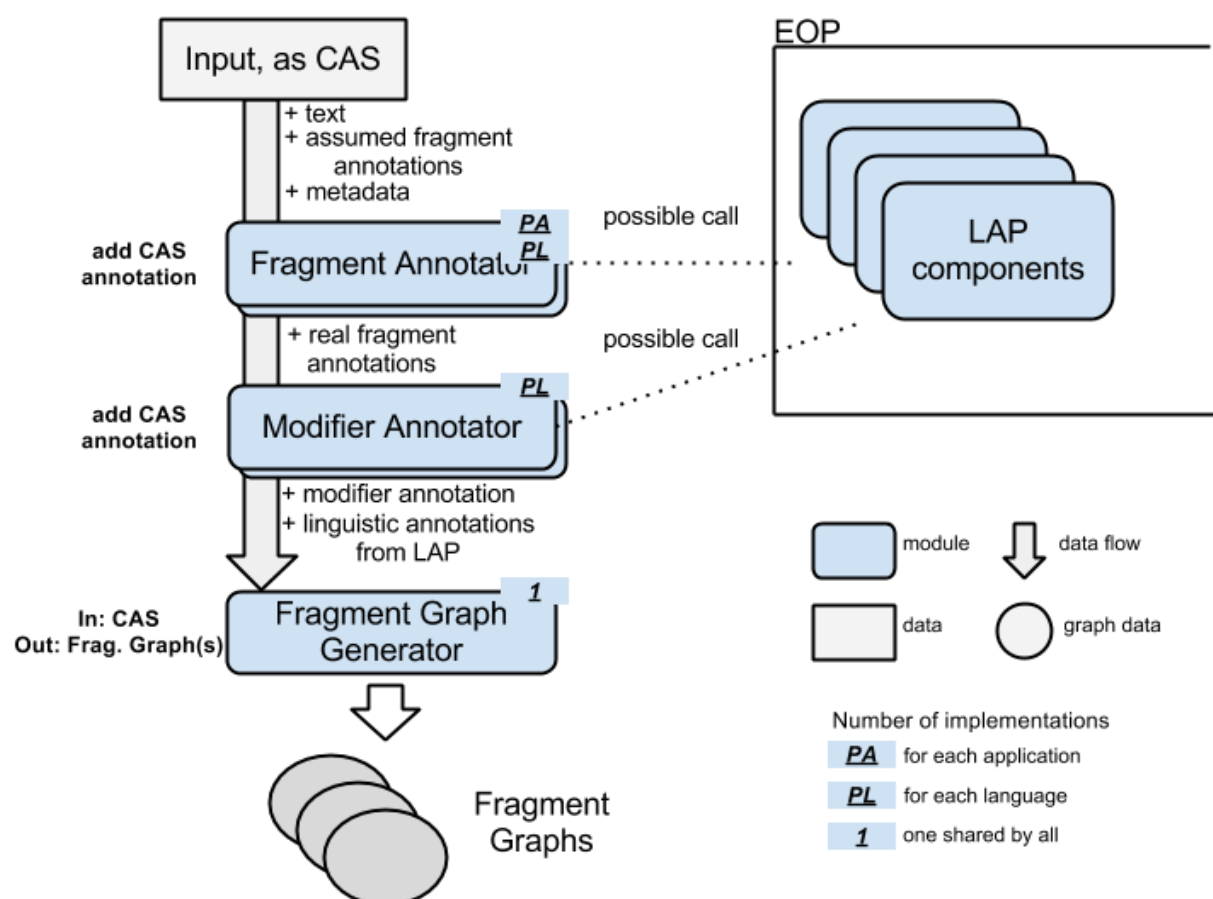 Input, as CAS
EOP
+ text
+ assumed fragment
annotations
+ metadata
PA
possible call
add CAS
annotation
Fragment Annotator
PL
LAP
components
+ real fragment
annotations
possible call
PL
add CAS
annotation
Modifier Annotator
+ modifier annotation
+ linguistic annotations
from LAP
module
data flow
1
In: CAS
Out: Frag. Graph(s)
Fragment Graph
Generator
data
graph data
Number of implementations
PA for each application
PL for each language
1 one shared by all
Fragment
Graphs